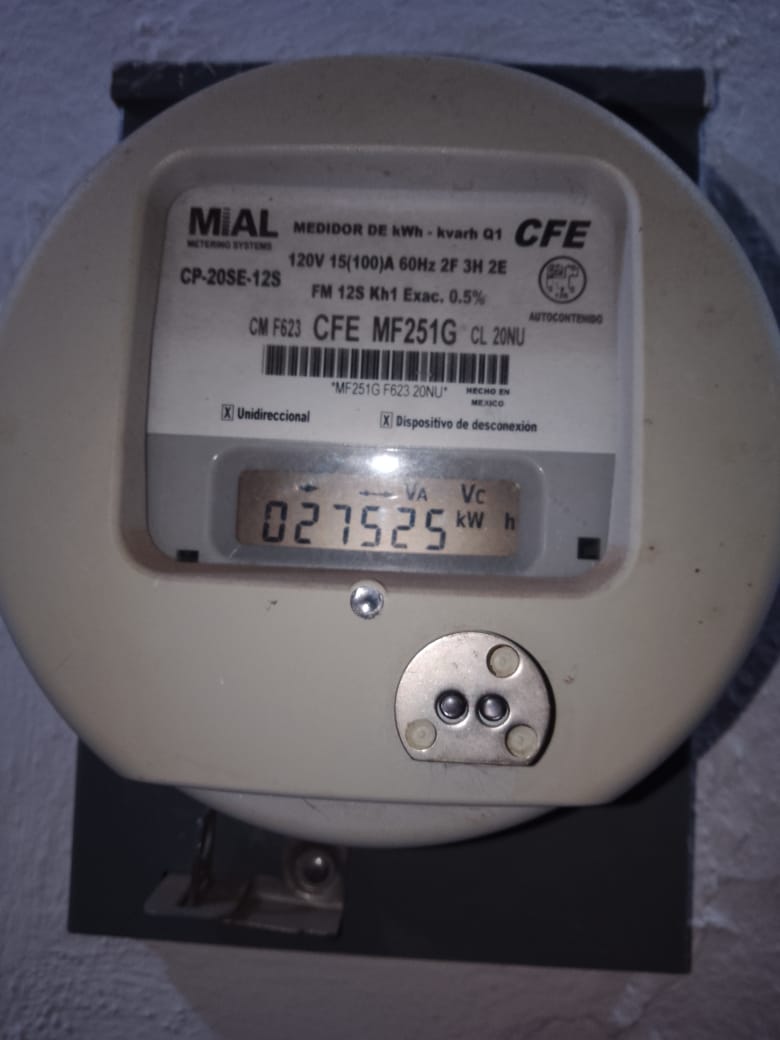 MIAL
METERING SYSTEMS
MEDIDOR DE kWh - kvarh Q1
CFE
120V 15(100)A 60Hz 2F 3H 2E
CP-20SE-12S
FM 12S Kh1 Exac. 0.5%
AUTOCONTENIDO
CM F623 CFE MF251G CL 20NU
*MF251G F623 20NU*
HECHO EN
MEXICO
X Unidireccional
X Dispositivo de desconexión
VA VC
027525 kW h